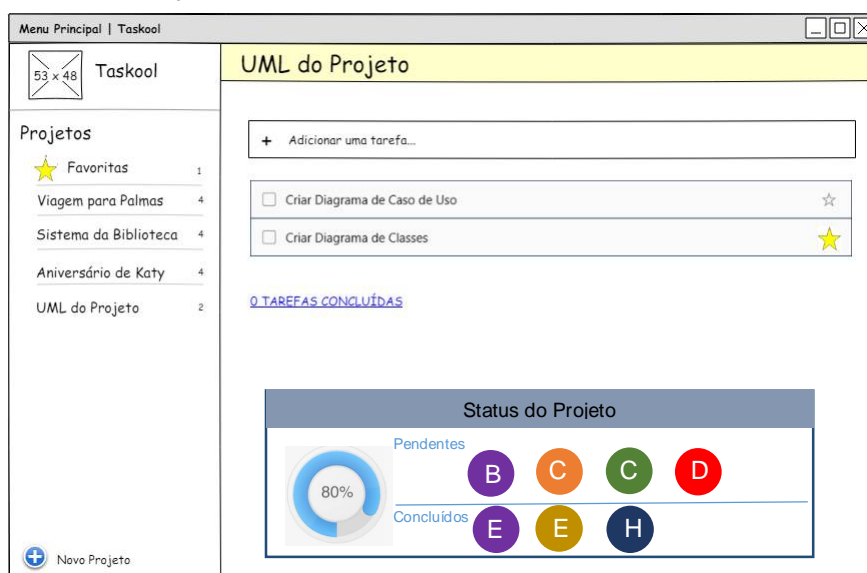 Menu Principal | Taskool
53 x 48
Taskool
Projetos
Favoritas 1
Viagem para Palmas 4
Sistema da Biblioteca 4
Aniversário de Katy 4
UML do Projeto 2
Novo Projeto
UML do Projeto
+ Adicionar uma tarefa...
Criar Diagrama de Caso de Uso
Criar Diagrama de Classes
0 TAREFAS CONCLUÍDAS
Status do Projeto
80%
Pendentes
B C C D
Concluídos
E E H